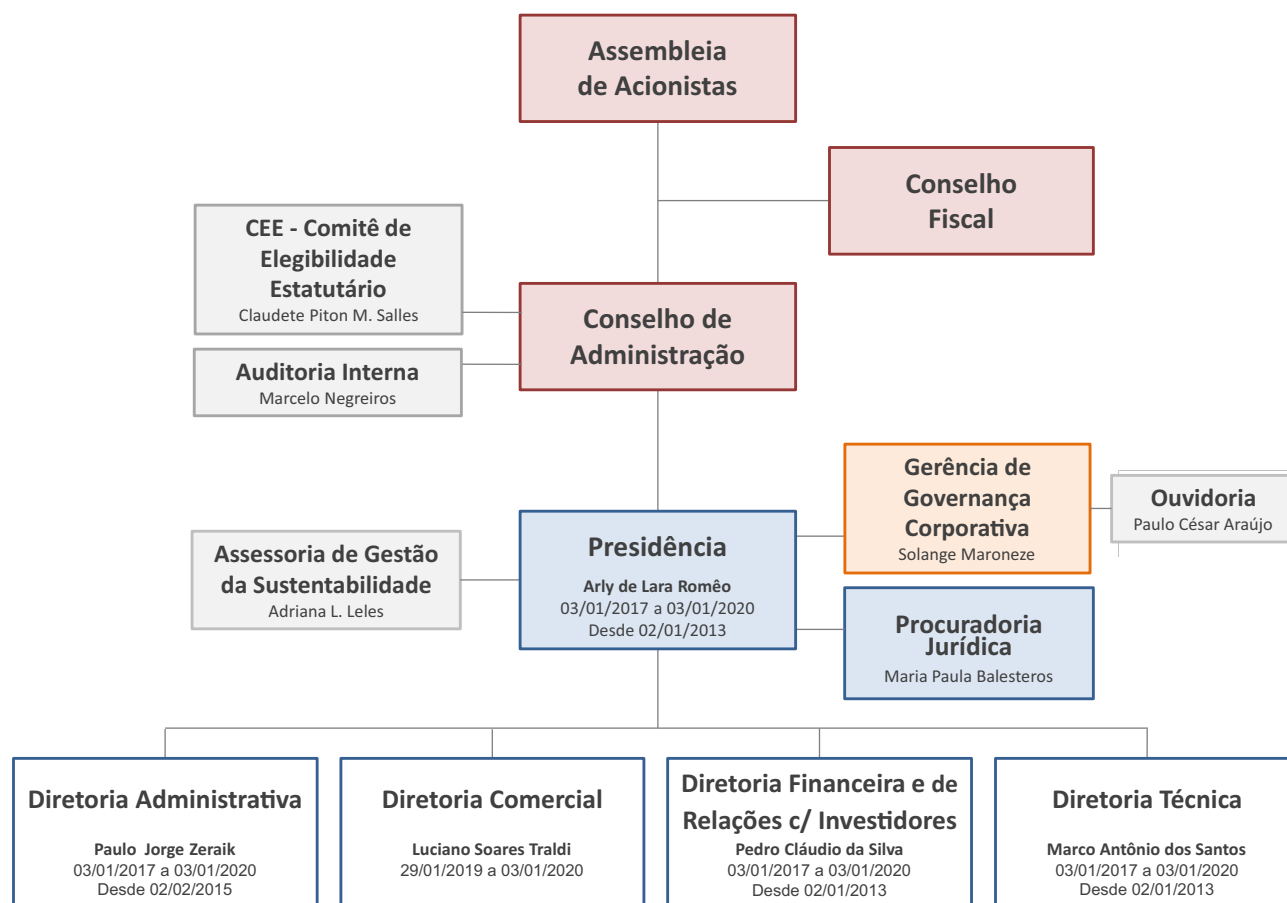 Assembleia
de Acionistas
Conselho
Fiscal
CEE - Comitê de
Elegibilidade
Estatutário
Claudete Piton M. Salles
Conselho de
Administração
Auditoria Interna
Marcelo Negreiros
Gerência de
Governança
Corporativa
Solange Maroneze
Ouvidoria
Paulo César Araújo
Assessoria de Gestão
da Sustentabilidade
Adriana L. Leles
Presidência
Arly de Lara Romêo
03/01/2017 a 03/01/2020
Desde 02/01/2013
Procuradoria
Jurídica
Maria Paula Balesteros
Diretoria Administrativa
Paulo Jorge Zeraik
03/01/2017 a 03/01/2020
Desde 02/02/2015
Diretoria Comercial
Luciano Soares Traldi
29/01/2019 a 03/01/2020
Diretoria Financeira e de
Relações c/ Investidores
Pedro Cláudio da Silva
03/01/2017 a 03/01/2020
Desde 02/01/2013
Diretoria Técnica
Marco Antônio dos Santos
03/01/2017 a 03/01/2020
Desde 02/01/2013